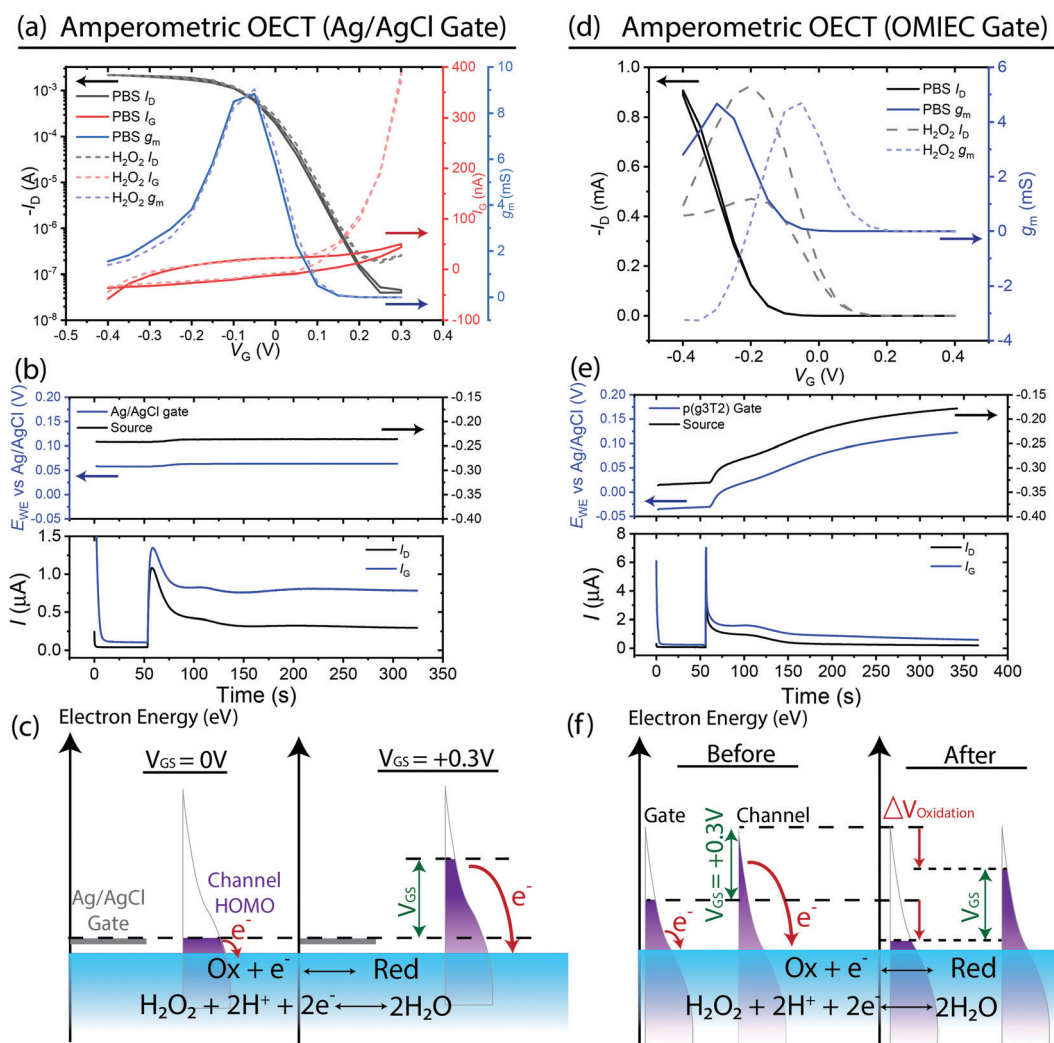 (a) Amperometric OECT (Ag/AgCl Gate)
10⁻³
10⁻⁴
10⁻⁵
10⁻⁶
10⁻⁷
10⁻⁸
-I_D (A)
PBS I_D
PBS I_G
PBS g_m
H₂O₂ I_D
H₂O₂ I_G
H₂O₂ g_m
-0.5 -0.4 -0.3 -0.2 -0.1 0.0 0.1 0.2 0.3 0.4
V_G (V)
400
300
200
100
0
-100
I_G (nA)
10
8
6
4
2
0
g_m (mS)
(d) Amperometric OECT (OMIEC Gate)
1.0
0.8
0.6
0.4
0.2
0.0
-I_D (mA)
PBS I_D
PBS g_m
H₂O₂ I_D
H₂O₂ g_m
-0.4 -0.2 0.0 0.2 0.4
V_G (V)
6
4
2
0
-2
-4
g_m (mS)
(b)
E_WE vs Ag/AgCl (V)
0.20
0.15
0.10
0.05
0.00
-0.05
Ag/AgCl gate
Source
-0.15
-0.20
-0.25
-0.30
-0.35
-0.40
I (µA)
1.5
1.0
0.5
0.0
I_D
I_G
0 50 100 150 200 250 300 350
Time (s)
(e)
E_WE vs Ag/AgCl (V)
0.20
0.15
0.10
0.05
0.00
-0.05
p(g3T2) Gate
Source
-0.15
-0.20
-0.25
-0.30
-0.35
-0.40
I (µA)
8
6
4
2
0
I_D
I_G
0 50 100 150 200 250 300 350 400
Time (s)
(c)
Electron Energy (eV)
V_GS = 0V
V_GS = +0.3V
Ag/AgCl
Gate
Channel
HOMO
e⁻
V_GS
e⁻
Ox + e⁻ ⟷ Red
H₂O₂ + 2H⁺ + 2e⁻ ⟷ 2H₂O
(f)
Electron Energy (eV)
Before
After
Gate
Channel
V_GS = +0.3V
e⁻
e⁻
ΔV_Oxidation
V_GS
Ox + e⁻ ⟷ Red
H₂O₂ + 2H⁺ + 2e⁻ ⟷ 2H₂O